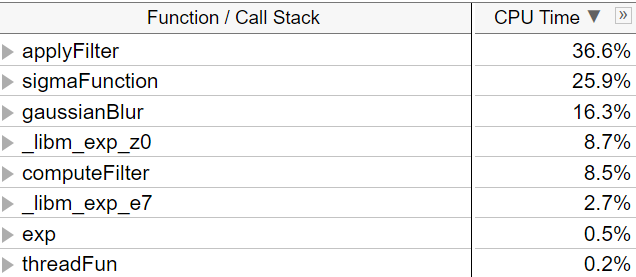 Function / Call Stack CPU Time ▼ »
applyFilter 36.6%
sigmaFunction 25.9%
gaussianBlur 16.3%
_libm_exp_z0 8.7%
computeFilter 8.5%
_libm_exp_e7 2.7%
exp 0.5%
threadFun 0.2%